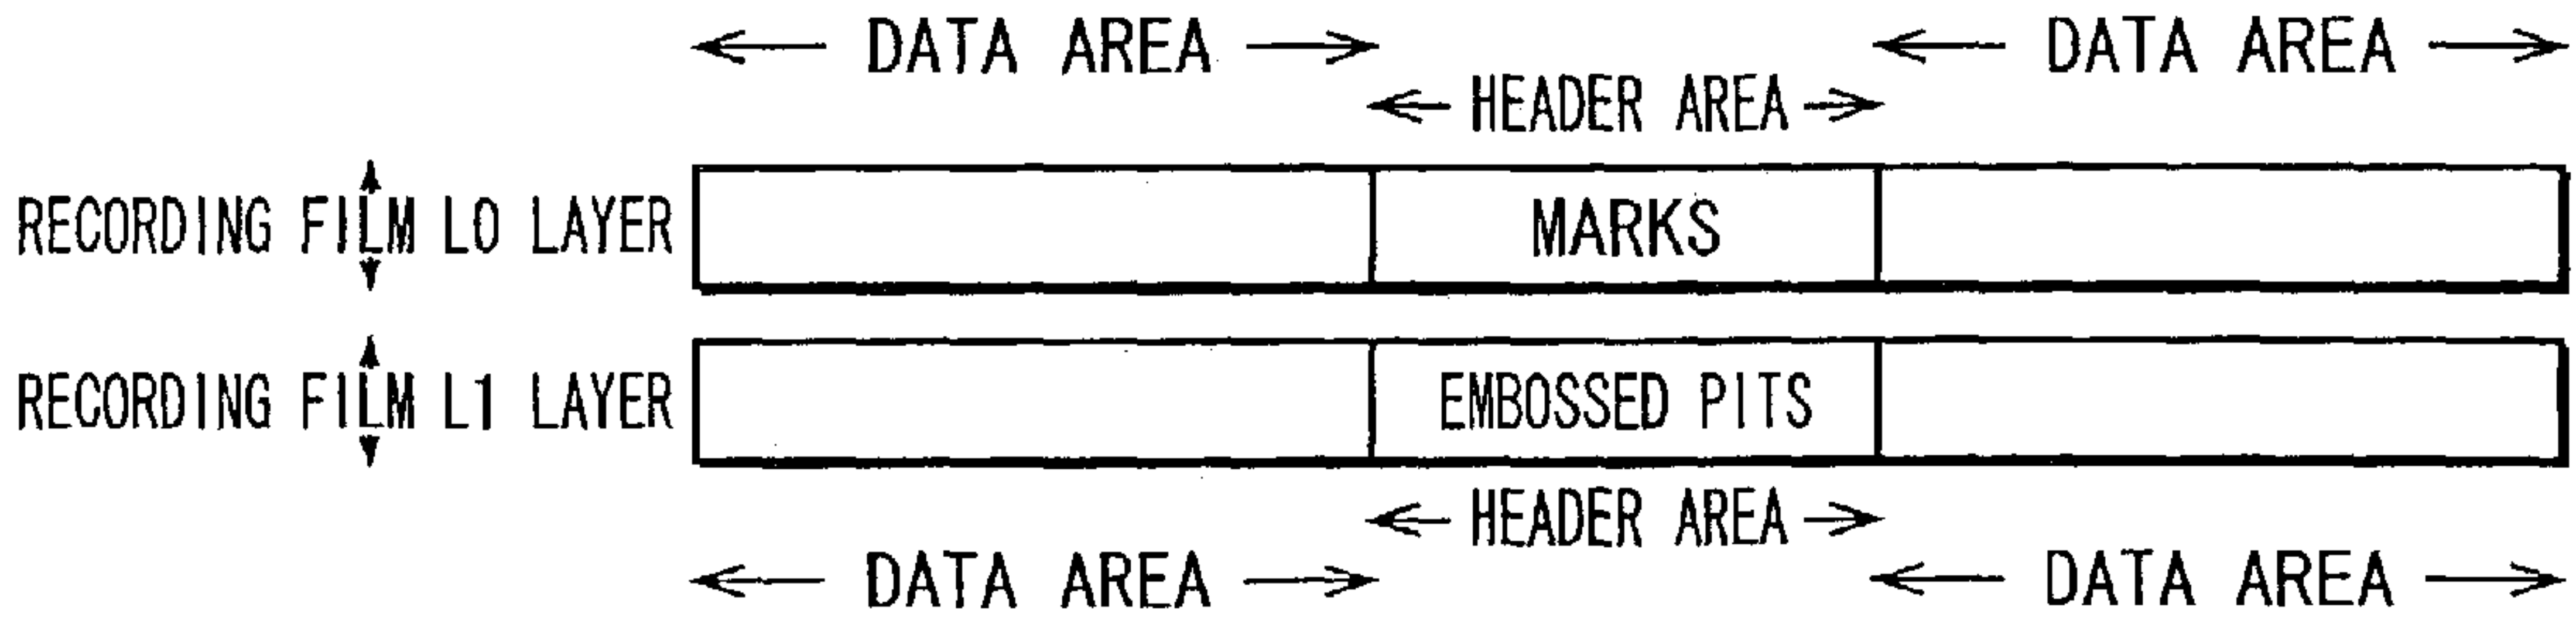 DATA AREA DATA AREA
HEADER AREA
RECORDING FILM L0 LAYER MARKS
RECORDING FILM L1 LAYER EMBOSSED PITS
HEADER AREA
DATA AREA DATA AREA